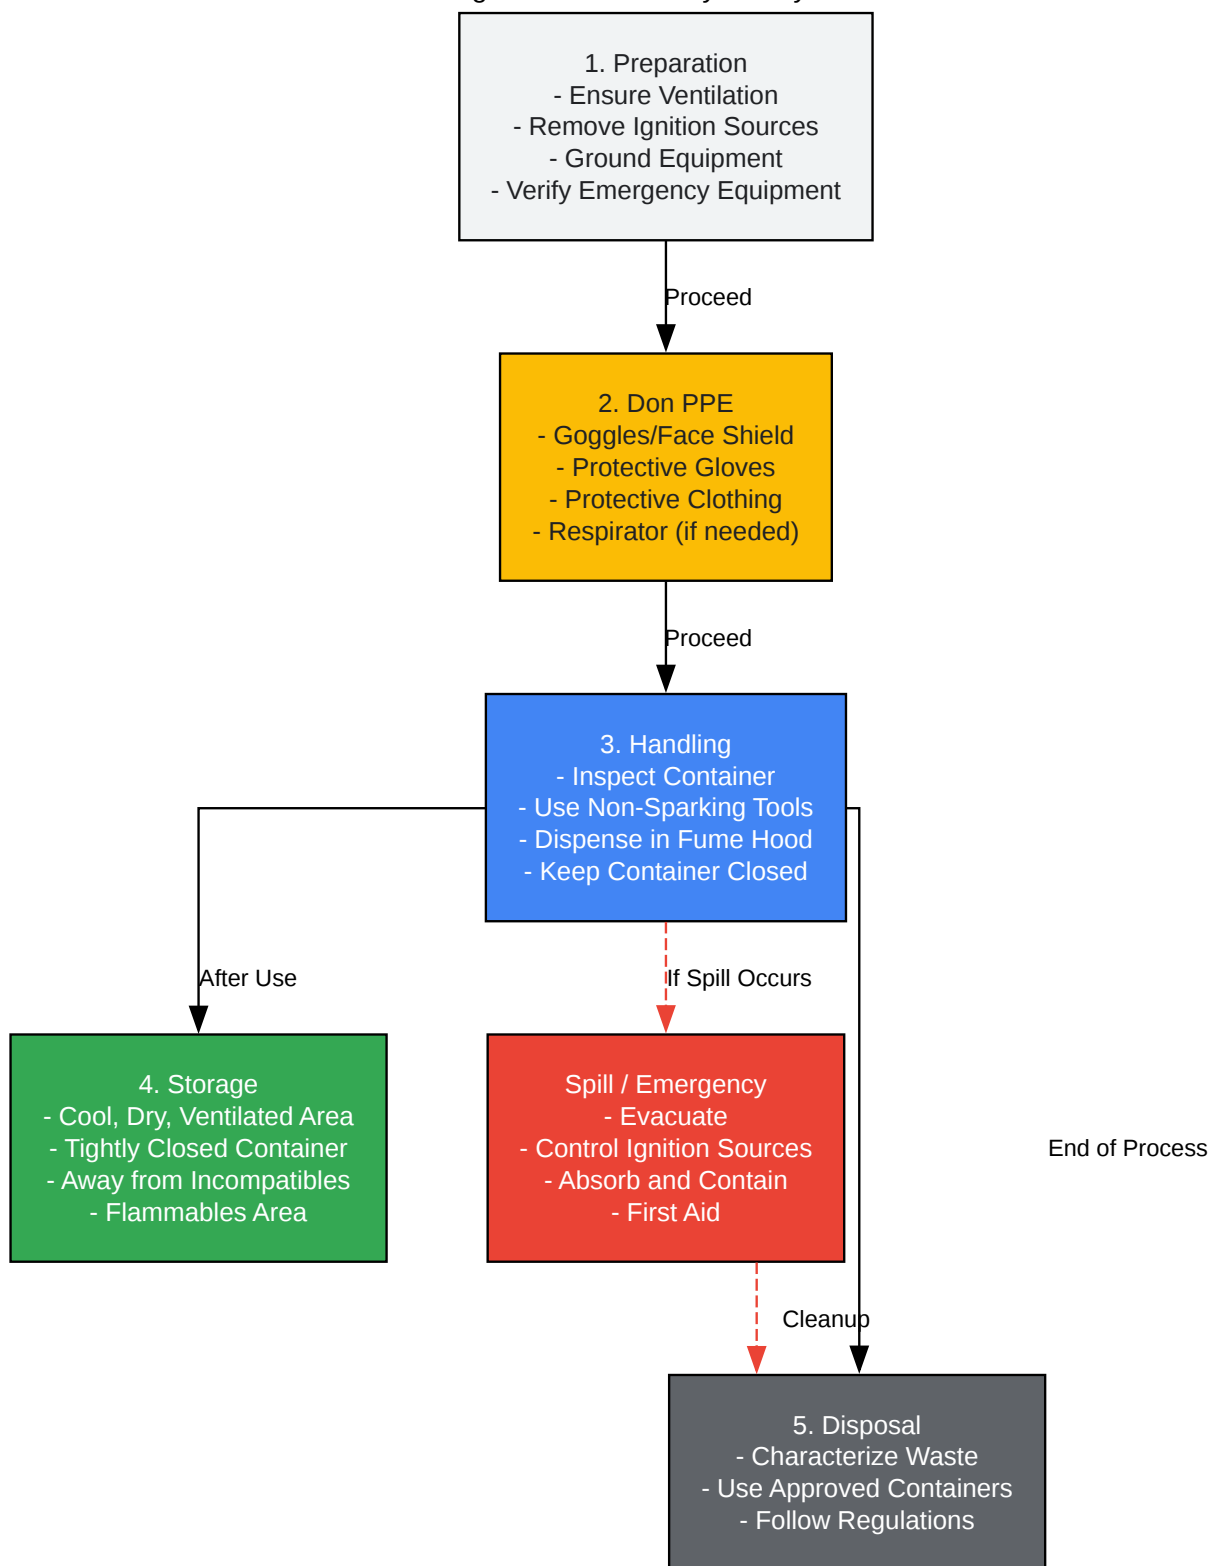 1. Preparation
- Ensure Ventilation
- Remove Ignition Sources
- Ground Equipment
- Verify Emergency Equipment
Proceed
2. Don PPE
- Goggles/Face Shield
- Protective Gloves
- Protective Clothing
- Respirator (if needed)
Proceed
3. Handling
- Inspect Container
- Use Non-Sparking Tools
- Dispense in Fume Hood
- Keep Container Closed
After Use
If Spill Occurs
4. Storage
- Cool, Dry, Ventilated Area
- Tightly Closed Container
- Away from Incompatibles
- Flammables Area
Spill / Emergency
- Evacuate
- Control Ignition Sources
- Absorb and Contain
- First Aid
End of Process
Cleanup
5. Disposal
- Characterize Waste
- Use Approved Containers
- Follow Regulations